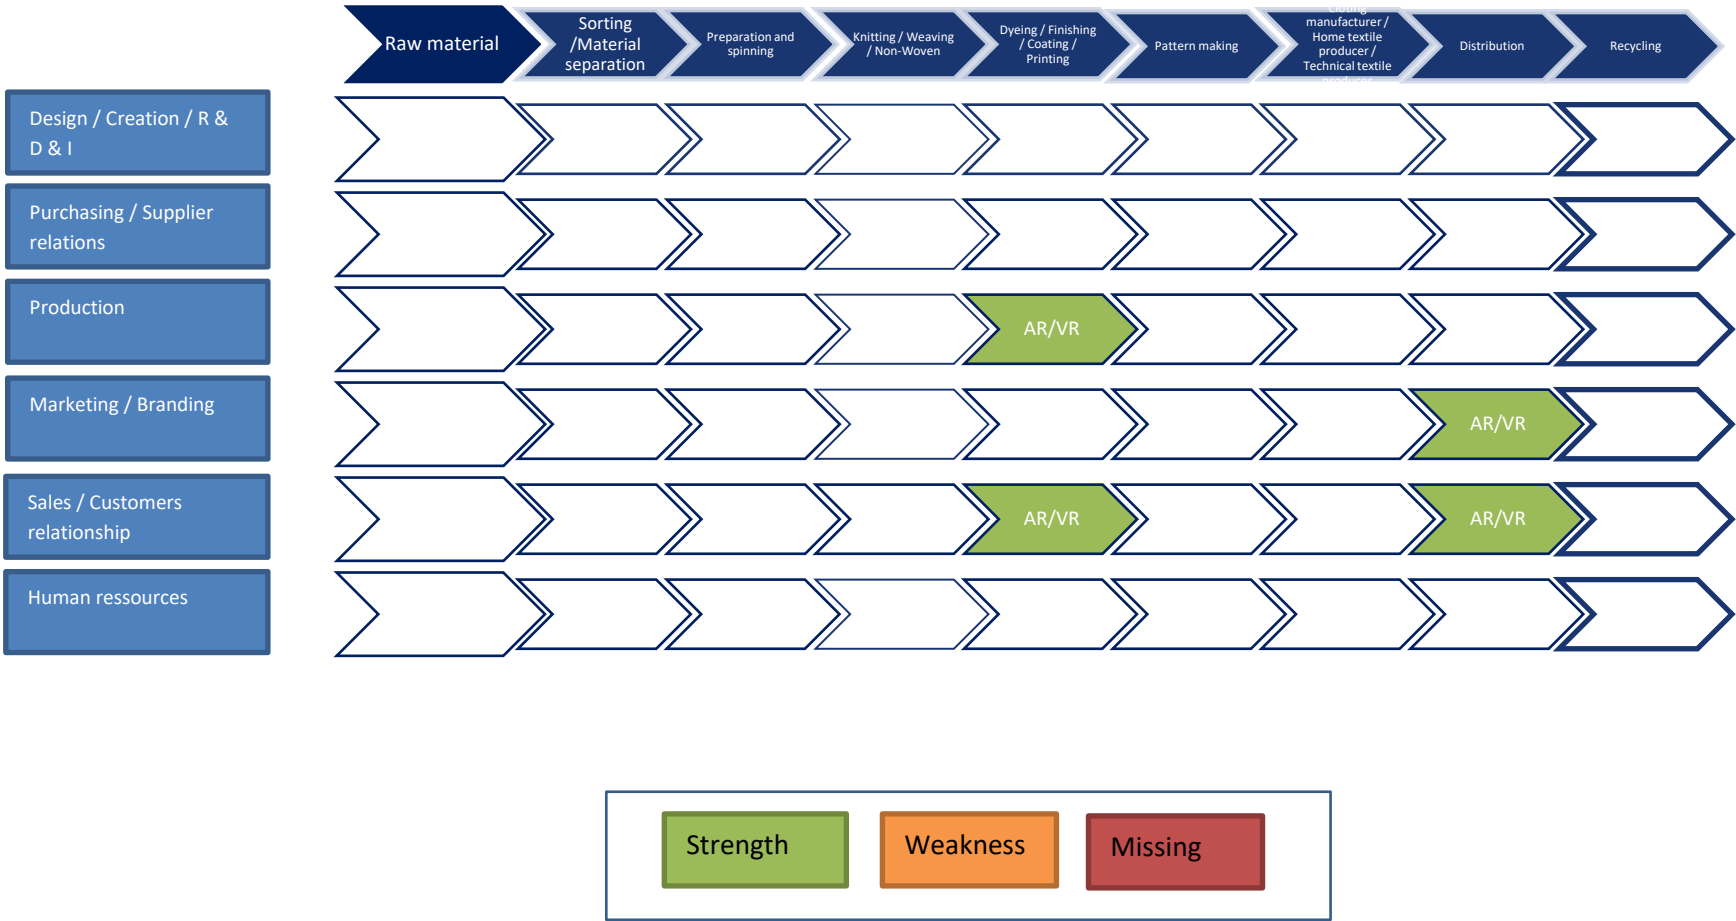 Raw material
Sorting
/Material
separation
Preparation and
spinning
Knitting / Weaving
/ Non-Woven
Dyeing / Finishing
/ Coating /
Printing
Pattern making
Cloting
manufacturer /
Home textile
producer /
Technical textile
Distribution
Recycling
Design / Creation / R &
D & I
Purchasing / Supplier
relations
Production
AR/VR
Marketing / Branding
AR/VR
Sales / Customers
relationship
AR/VR
AR/VR
Human ressources
Strength
Weakness
Missing